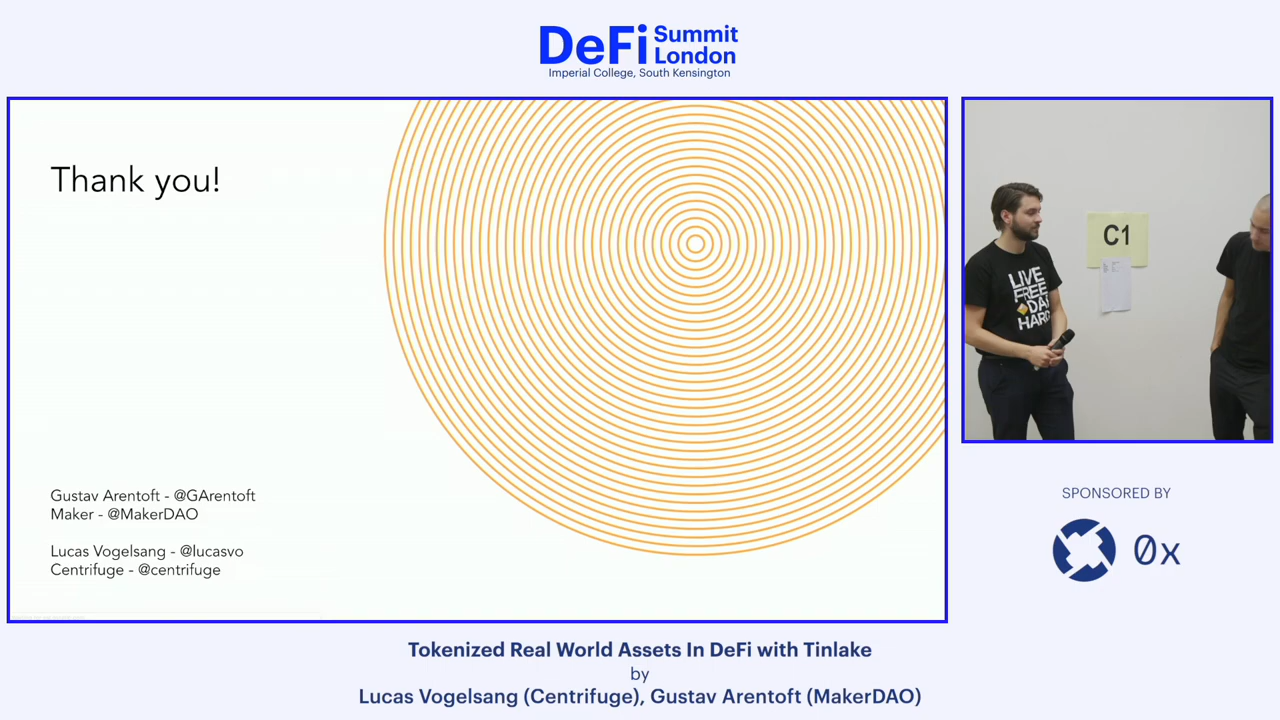 DeFi Summit London
Imperial College, South Kensington
Thank you!
Gustav Arentoft - @GArentoft
Maker - @MakerDAO
Lucas Vogelsang - @lucasvo
Centrifuge - @centrifuge
C1
LIVE
FREE
DAI
HARD
SPONSORED BY
0x
Tokenized Real World Assets In DeFi with Tinlake
by
Lucas Vogelsang (Centrifuge), Gustav Arentoft (MakerDAO)